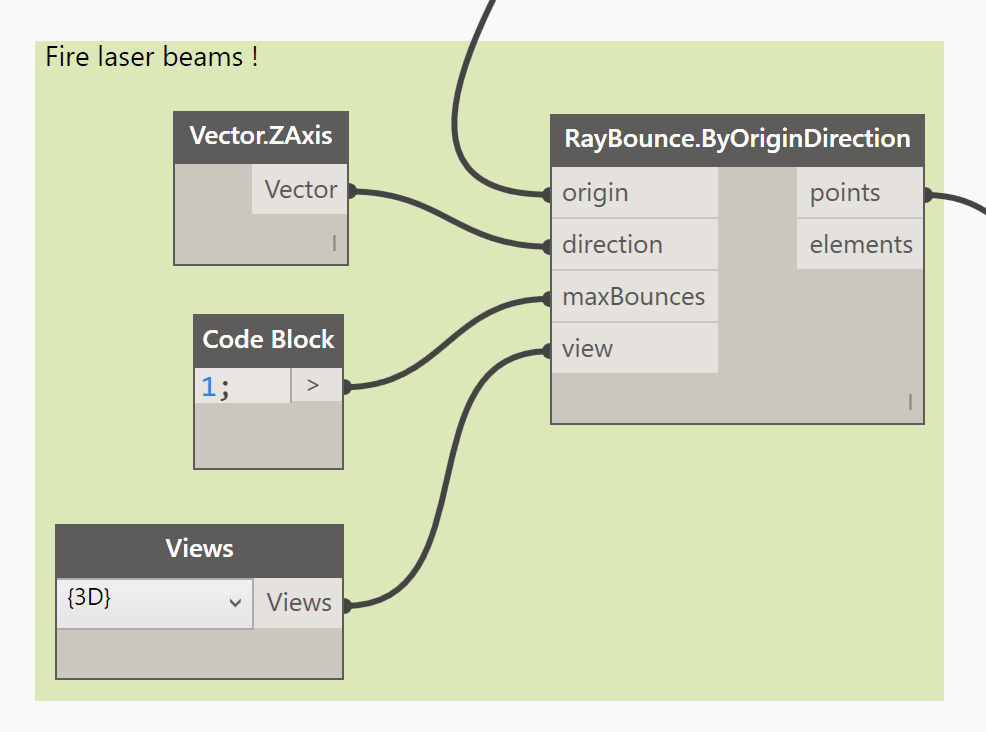 Fire laser beams !
Vector.ZAxis
Vector
|
Code Block
1;
>
Views
{3D}
Views
RayBounce.ByOriginDirection
origin
points
direction
elements
maxBounces
view
|